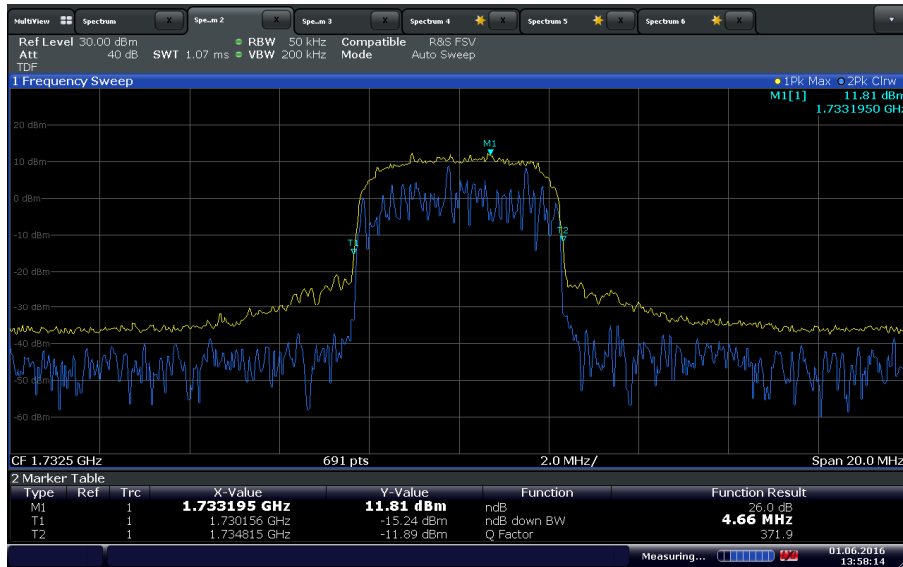 MultiView Spectrum X Spe...m 2 X Spe...m 3 X Spectrum 4 X Spectrum 5 X Spectrum 6 X
Ref Level 30.00 dBm RBW 50 kHz Compatible R&S FSV
Att 40 dB SWT 1.07 ms VBW 200 kHz Mode Auto Sweep
TDF
1 Frequency Sweep 1Pk Max 2Pk Clrw
M1[1] 11.81 dBm
1.7331950 GHz
20 dBm
M1
10 dBm
0 dBm
T2
-10 dBm
T1
-20 dBm
-30 dBm
-40 dBm
-50 dBm
-60 dBm
CF 1.7325 GHz 691 pts 2.0 MHz/ Span 20.0 MHz
2 Marker Table
Type Ref Trc X-Value Y-Value Function Function Result
M1 1 1.733195 GHz 11.81 dBm ndB 26.0 dB
T1 1 1.730156 GHz -15.24 dBm ndB down BW 4.66 MHz
T2 1 1.734815 GHz -11.89 dBm Q Factor 371.9
Measuring... 01.06.2016
13:58:14